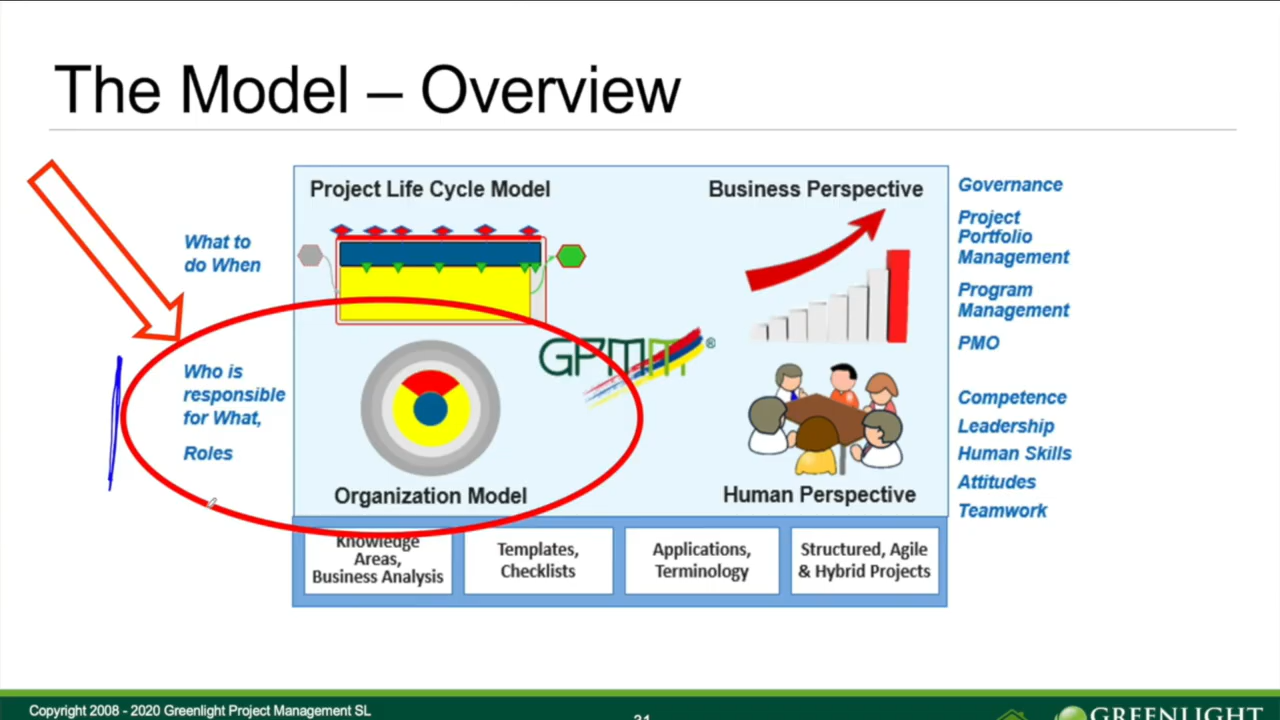 The Model – Overview
Project Life Cycle Model
Business Perspective
What to
do When
Who is
responsible
for What,
Roles
GPMM®
Organization Model
Human Perspective
Governance
Project
Portfolio
Management
Program
Management
PMO
Competence
Leadership
Human Skills
Attitudes
Teamwork
Knowledge
Areas,
Business Analysis
Templates,
Checklists
Applications,
Terminology
Structured, Agile
& Hybrid Projects
Copyright 2008 - 2020 Greenlight Project Management SL
31
GREENLIGHT